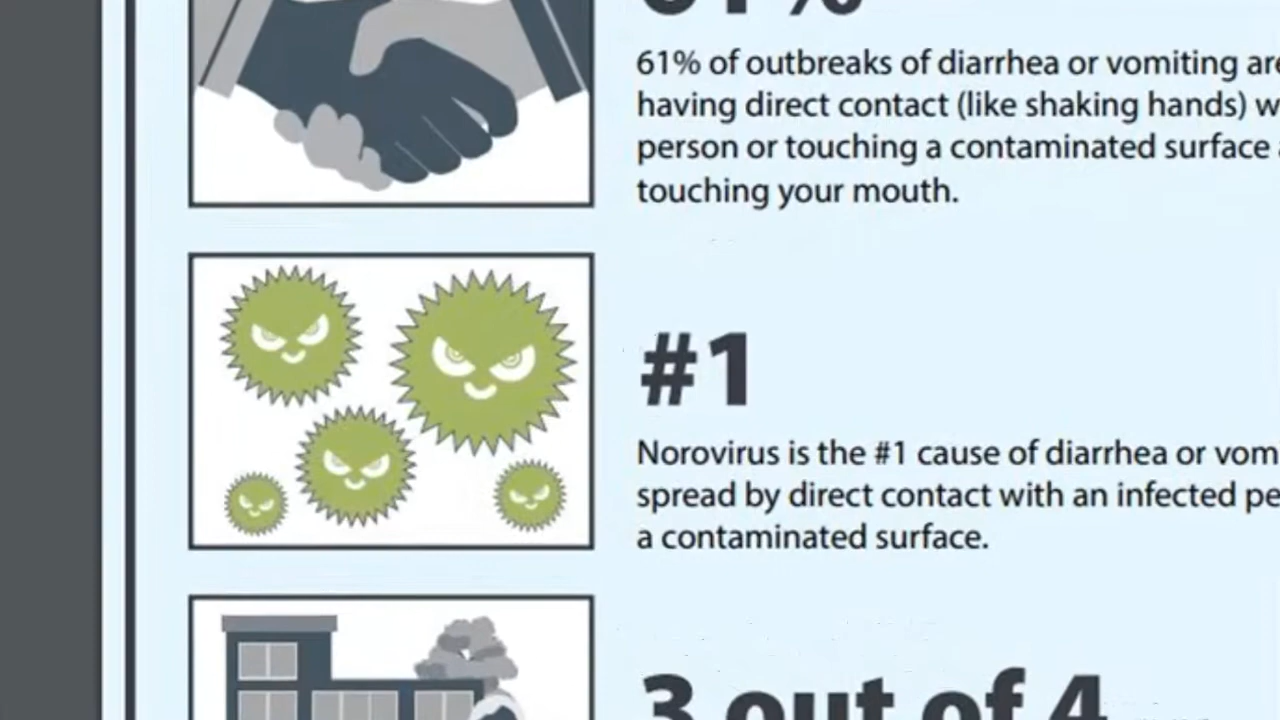 61%
61% of outbreaks of diarrhea or vomiting are
having direct contact (like shaking hands) w
person or touching a contaminated surface a
touching your mouth.
#1
Norovirus is the #1 cause of diarrhea or vom
spread by direct contact with an infected pe
a contaminated surface.
3 out of 4